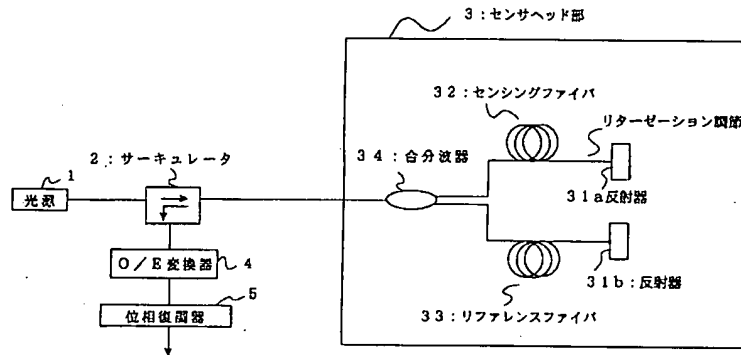 3：センサヘッド部
32：センシングファイバ
リターゼーション調節
2：サーキュレータ
34：合分波器
1
光源
31a反射器
O／E変換器
4
31b：反射器
5
位相復調器
33：リファレンスファイバ